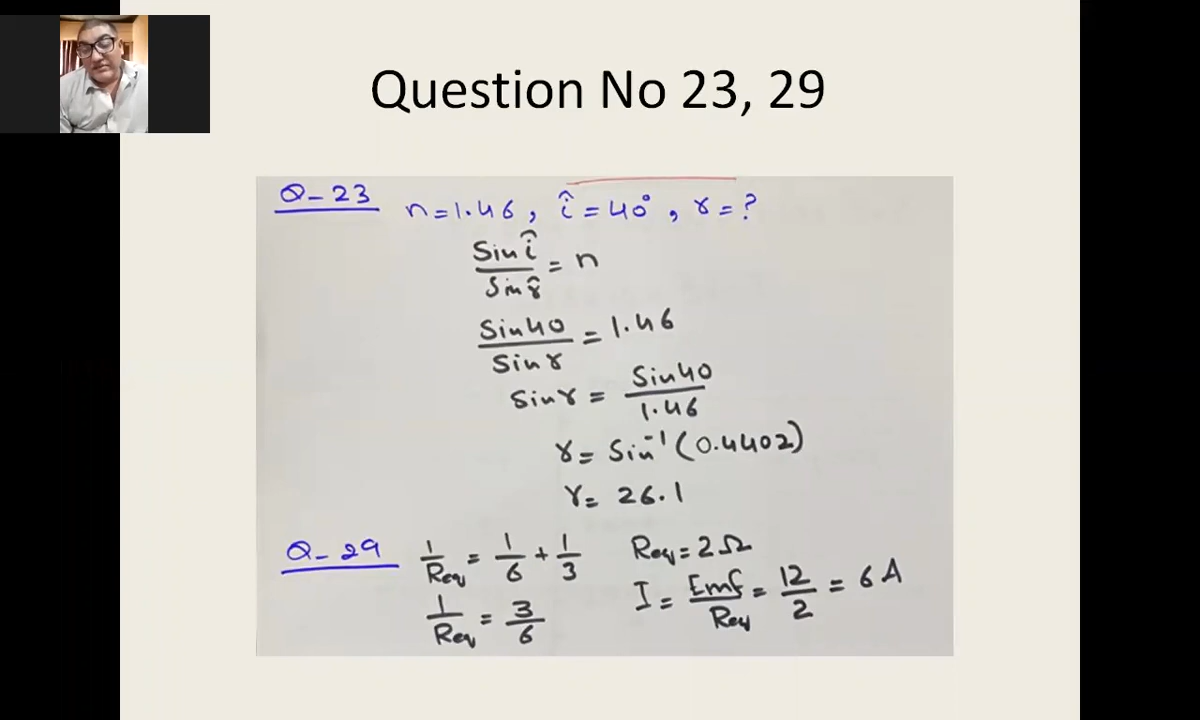 Question No 23, 29
Q-23
n=1.46, î=40°, r=?
Sin î / Sin r̂ = n
Sin40 / Sin r = 1.46
Sin r = Sin40 / 1.46
r = Sin⁻¹(0.4402)
r= 26.1
Q-29
1/Req = 1/6 + 1/3
Req=2Ω
1/Req = 3/6
I = Emf/Req = 12/2 = 6A